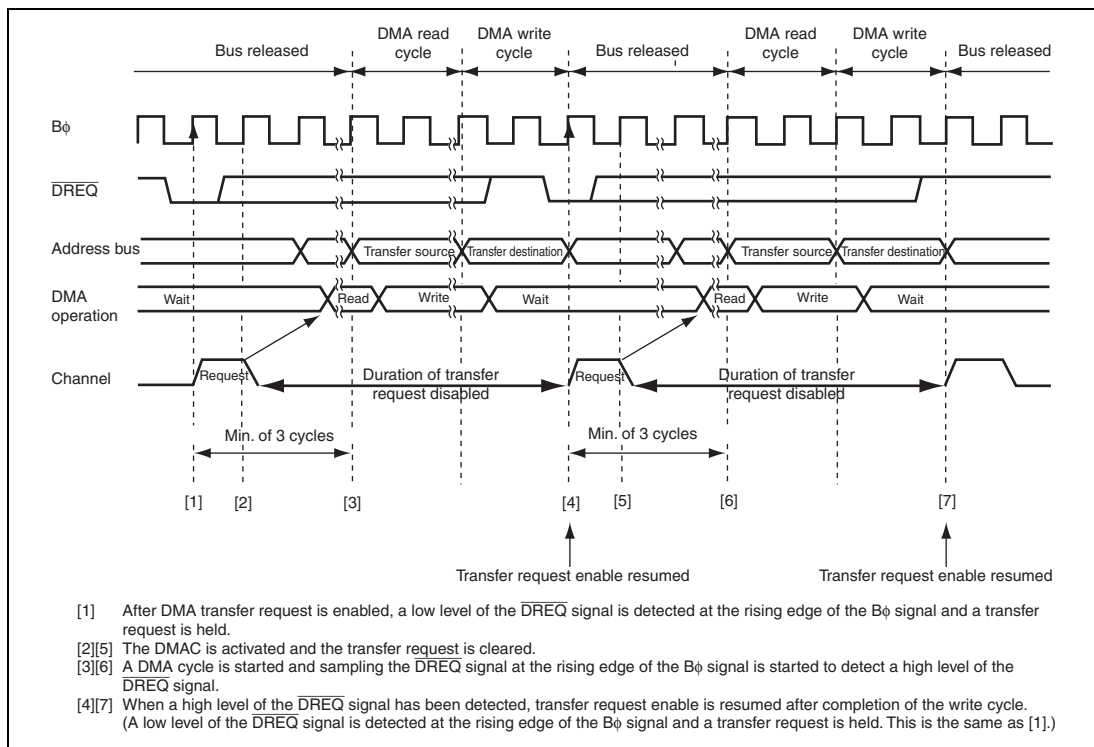 Bus released
DMA read cycle
DMA write cycle
Bus released
DMA read cycle
DMA write cycle
Bus released
Bϕ
DREQ
Address bus
Transfer source
Transfer destination
Transfer source
Transfer destination
DMA operation
Wait
Read
Write
Wait
Read
Write
Wait
Channel
Request
Duration of transfer
request disabled
Request
Duration of transfer
request disabled
Min. of 3 cycles
Min. of 3 cycles
[1]
[2]
[3]
[4]
[5]
[6]
[7]
Transfer request enable resumed
Transfer request enable resumed
[1] After DMA transfer request is enabled, a low level of the DREQ signal is detected at the rising edge of the Bϕ signal and a transfer
request is held.
[2][5] The DMAC is activated and the transfer request is cleared.
[3][6] A DMA cycle is started and sampling the DREQ signal at the rising edge of the Bϕ signal is started to detect a high level of the
DREQ signal.
[4][7] When a high level of the DREQ signal has been detected, transfer request enable is resumed after completion of the write cycle.
(A low level of the DREQ signal is detected at the rising edge of the Bϕ signal and a transfer request is held. This is the same as [1].)